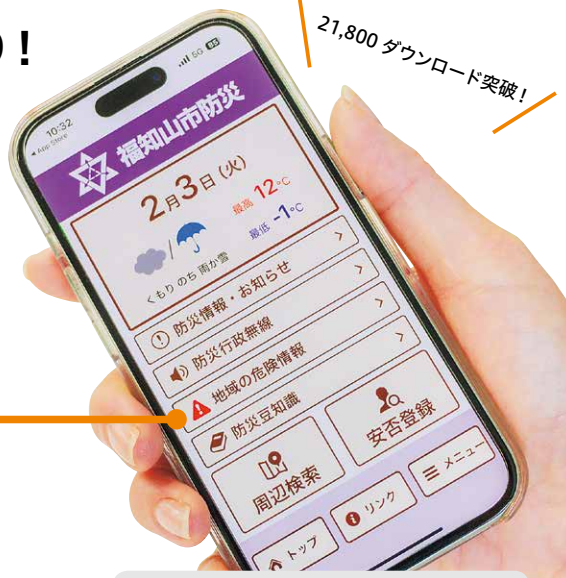 !
21,800 ダウンロード突破!
10:32
5G 85
App Store
福知山市防災
2月3日(火)
最高 12℃
最低 -1℃
くもり のち 雨か雪
防災情報・お知らせ
防災行政無線
地域の危険情報
防災豆知識
周辺検索
安否登録
トップ
リンク
メニュー